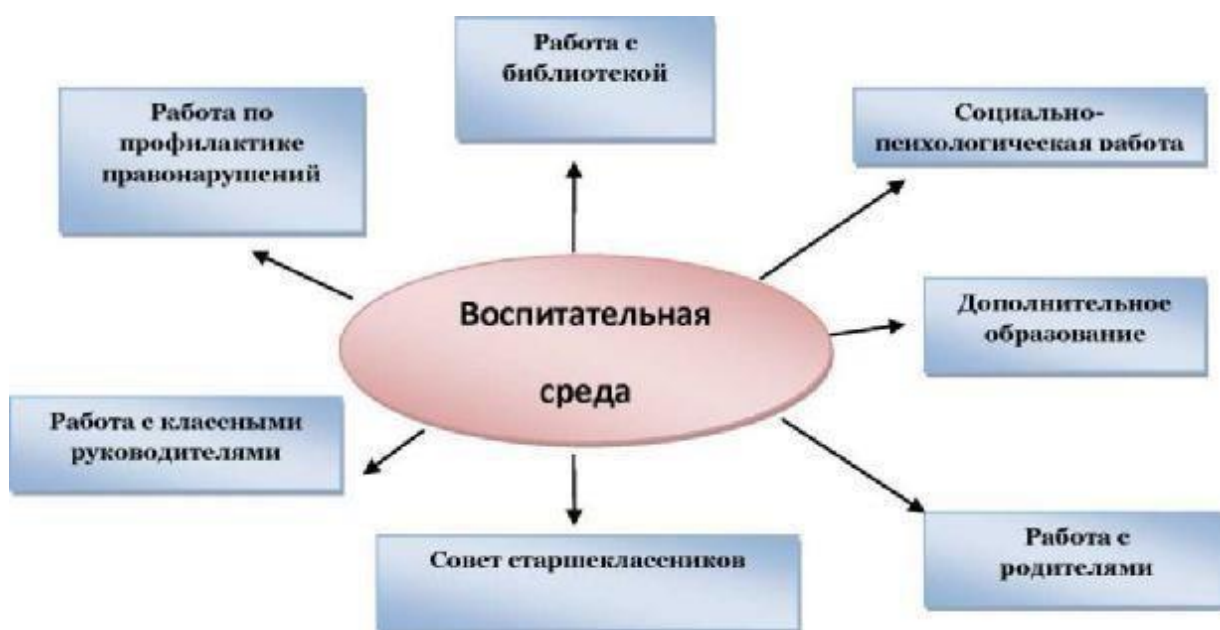 Работа с
библиотекой
Работа по
профилактике
правонарушений
Социально-
психологическая работа
Воспитательная
среда
Дополнительное
образование
Работа с классными
руководителями
Совет старшеклассников
Работа с
родителями